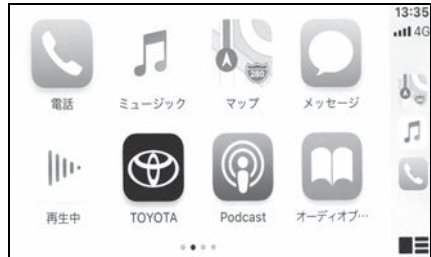 13:35
4G
280
電話
ミュージック
マップ
メッセージ
再生中
TOYOTA
Podcast
オーディオブ…